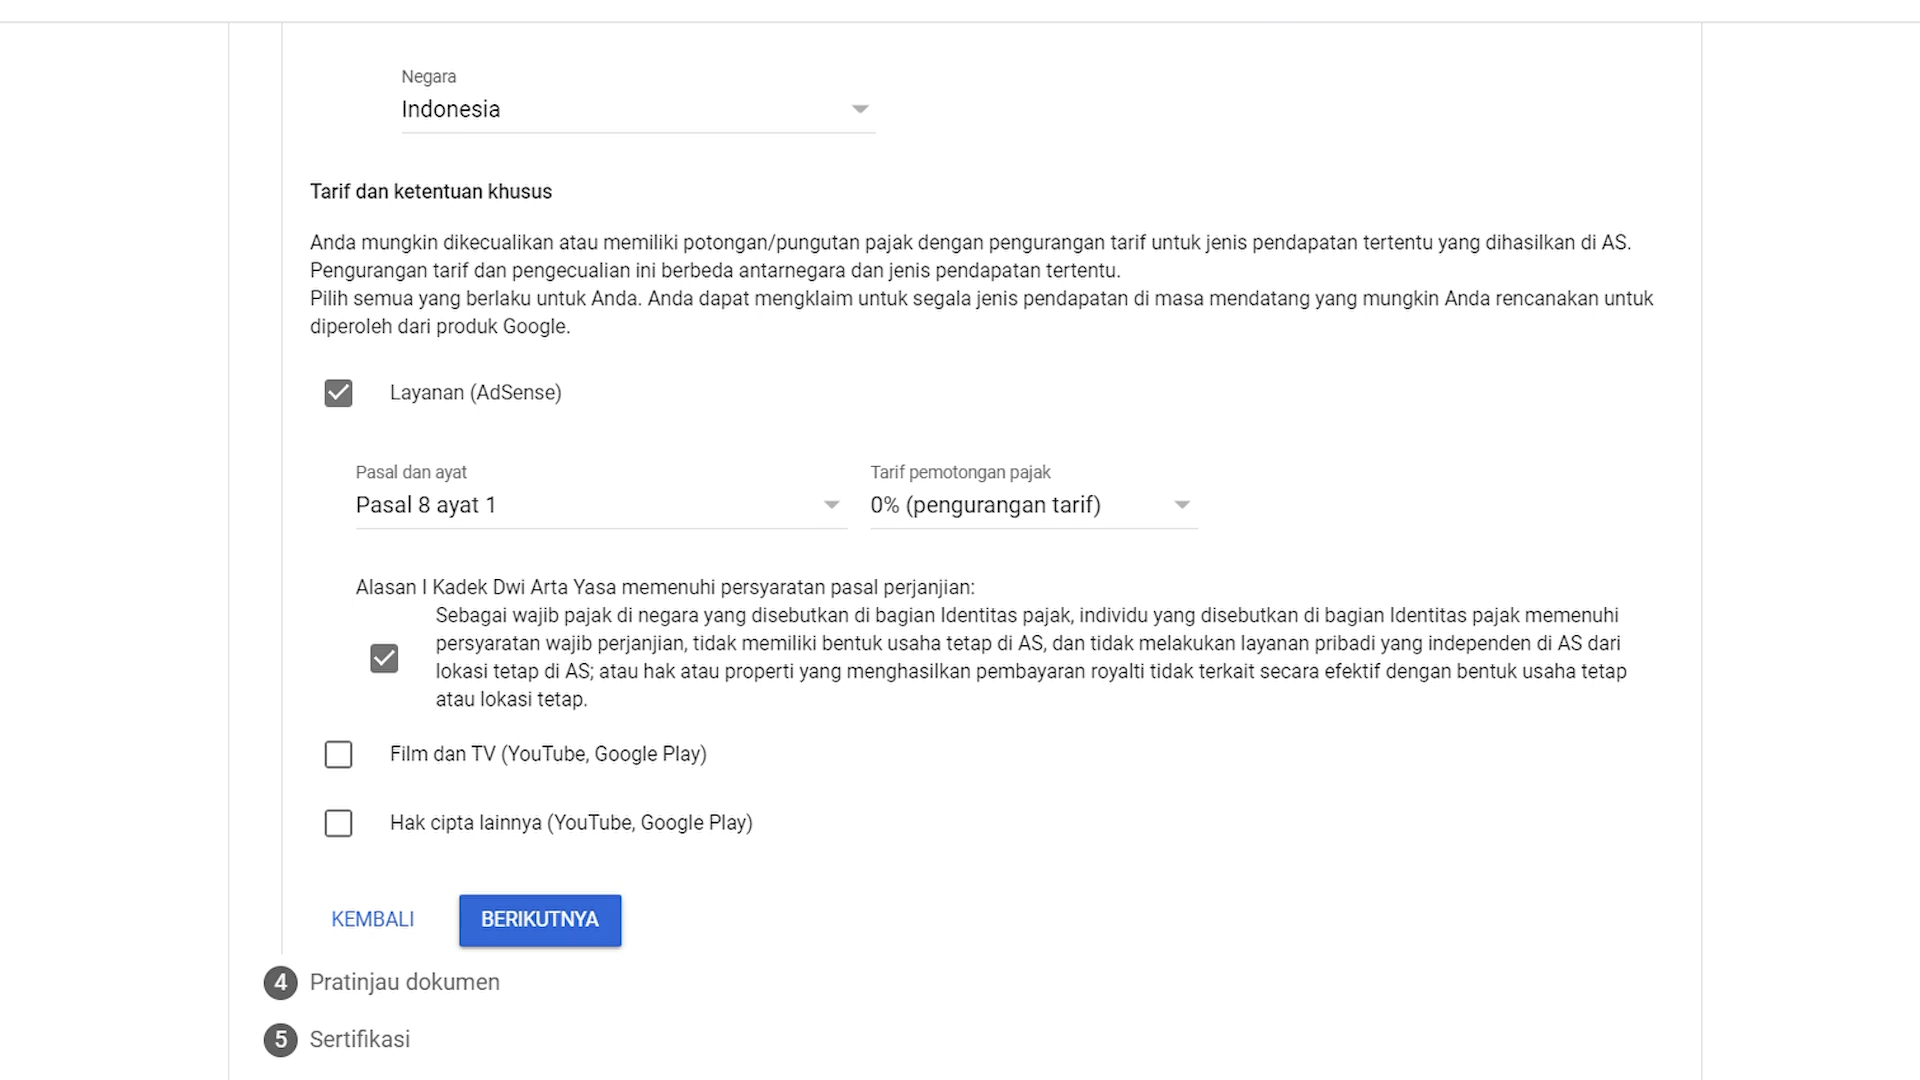 Negara
Indonesia
Tarif dan ketentuan khusus
Anda mungkin dikecualikan atau memiliki potongan/pungutan pajak dengan pengurangan tarif untuk jenis pendapatan tertentu yang dihasilkan di AS.
Pengurangan tarif dan pengecualian ini berbeda antarnegara dan jenis pendapatan tertentu.
Pilih semua yang berlaku untuk Anda. Anda dapat mengklaim untuk segala jenis pendapatan di masa mendatang yang mungkin Anda rencanakan untuk
diperoleh dari produk Google.
Layanan (AdSense)
Pasal dan ayat
Tarif pemotongan pajak
Pasal 8 ayat 1
0% (pengurangan tarif)
Alasan I Kadek Dwi Arta Yasa memenuhi persyaratan pasal perjanjian:
Sebagai wajib pajak di negara yang disebutkan di bagian Identitas pajak, individu yang disebutkan di bagian Identitas pajak memenuhi
persyaratan wajib perjanjian, tidak memiliki bentuk usaha tetap di AS, dan tidak melakukan layanan pribadi yang independen di AS dari
lokasi tetap di AS; atau hak atau properti yang menghasilkan pembayaran royalti tidak terkait secara efektif dengan bentuk usaha tetap
atau lokasi tetap.
Film dan TV (YouTube, Google Play)
Hak cipta lainnya (YouTube, Google Play)
KEMBALI
BERIKUTNYA
4 Pratinjau dokumen
5 Sertifikasi